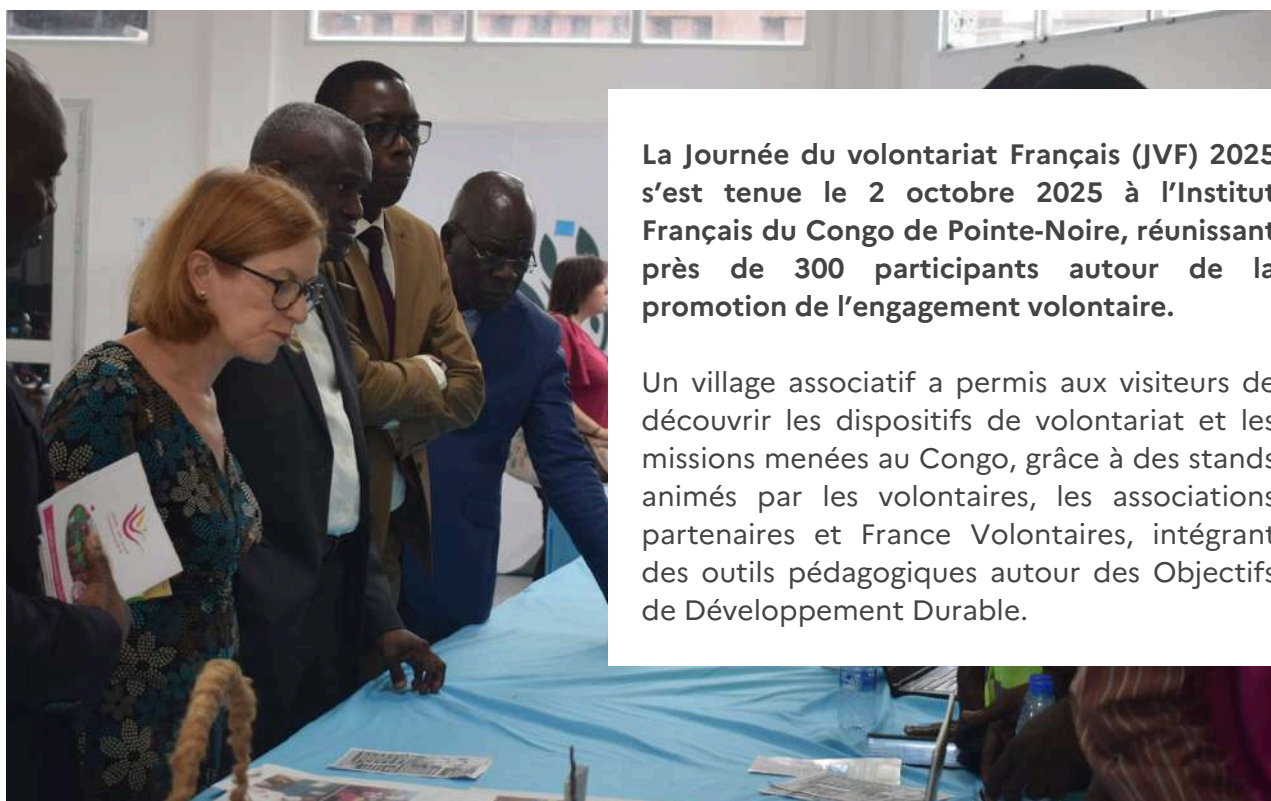 La Journée du volontariat Français (JVF) 2025
s’est tenue le 2 octobre 2025 à l’Institut
Français du Congo de Pointe-Noire, réunissant
près de 300 participants autour de la
promotion de l’engagement volontaire.
Un village associatif a permis aux visiteurs de
découvrir les dispositifs de volontariat et les
missions menées au Congo, grâce à des stands
animés par les volontaires, les associations
partenaires et France Volontaires, intégrant
des outils pédagogiques autour des Objectifs
de Développement Durable.